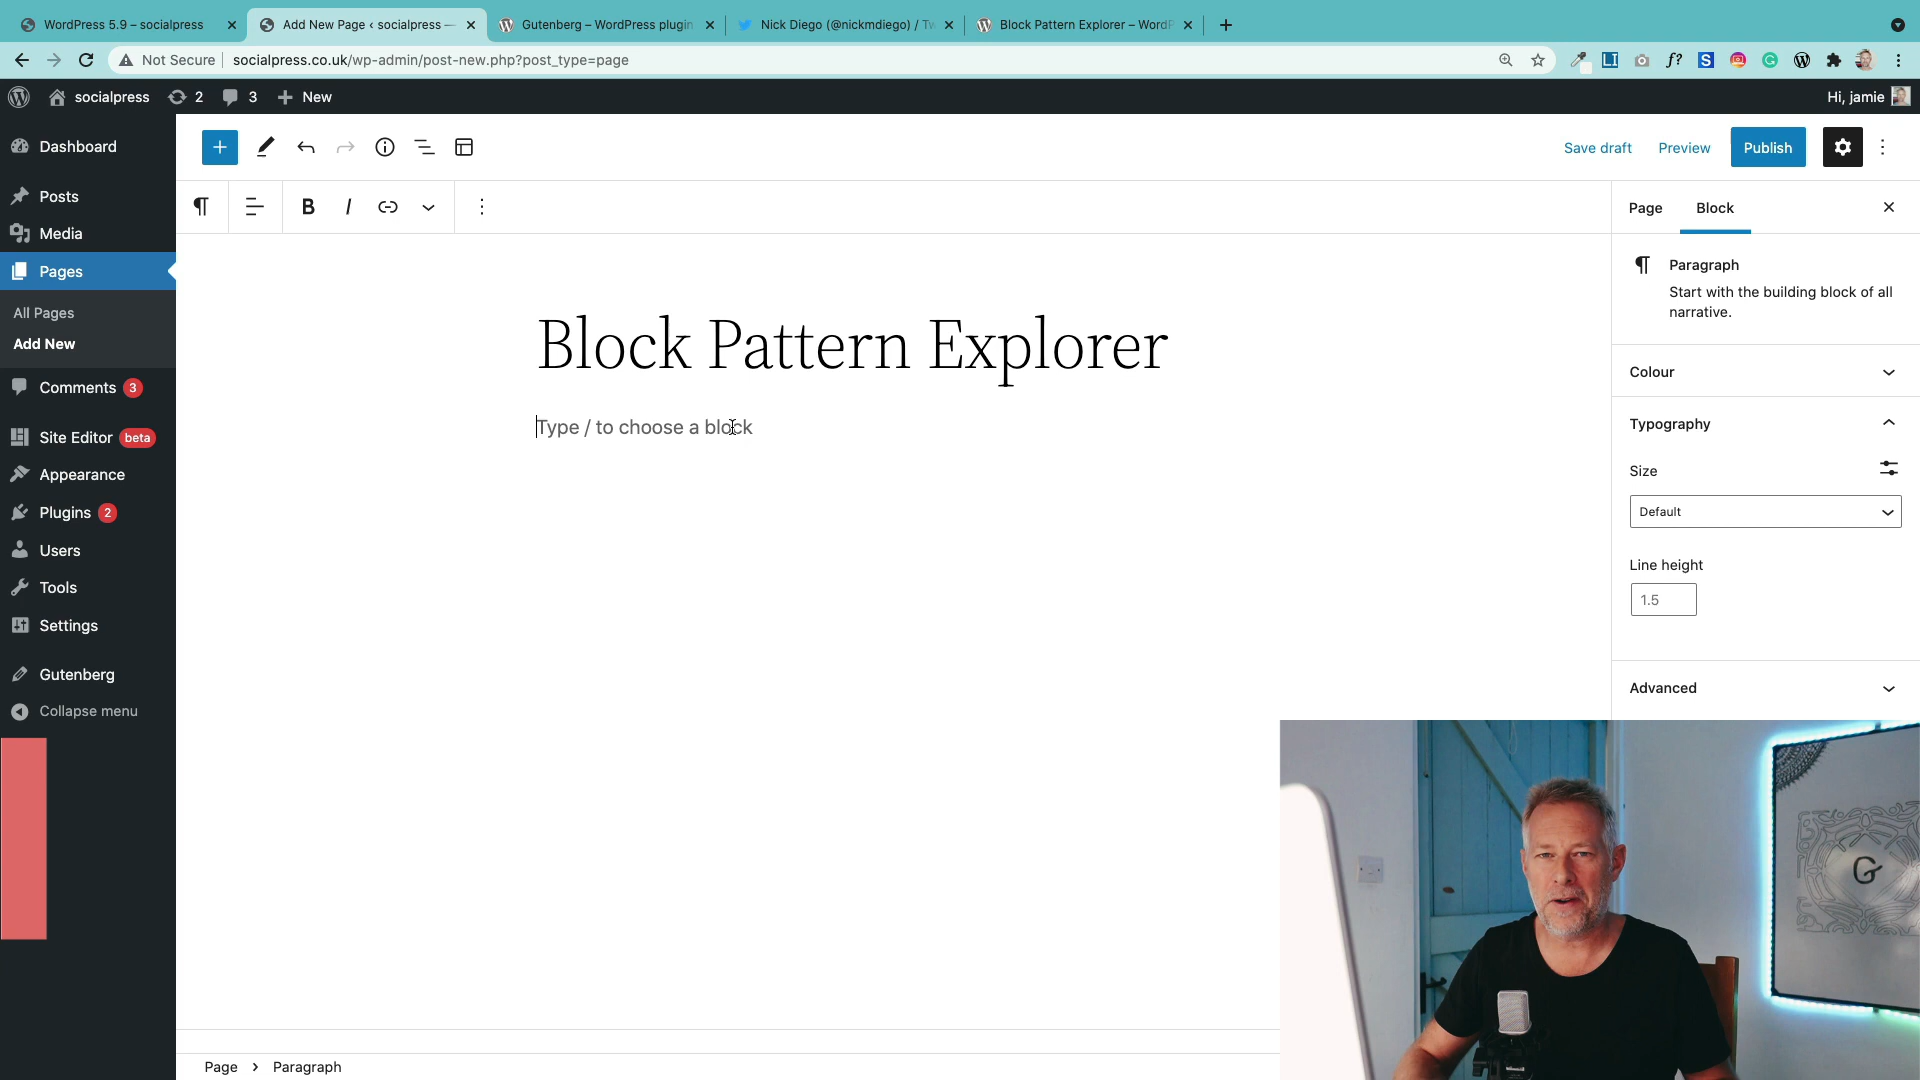 WordPress 5.9 – socialpress
Add New Page ‹ socialpress —
Gutenberg – WordPress plugin
Nick Diego (@nickmdiego) / Tw
Block Pattern Explorer – WordP
Not Secure
socialpress.co.uk/wp-admin/post-new.php?post_type=page
f?
socialpress
2
3
New
Hi, jamie
Dashboard
Posts
Media
Pages
All Pages
Add New
Comments 3
Site Editor beta
Appearance
Plugins 2
Users
Tools
Settings
Gutenberg
Collapse menu
Save draft
Preview
Publish
B I
Block Pattern Explorer
Type / to choose a block
Page
Block
Paragraph
Start with the building block of all
narrative.
Colour
Typography
Size
Default
Line height
1.5
Advanced
G
Page > Paragraph